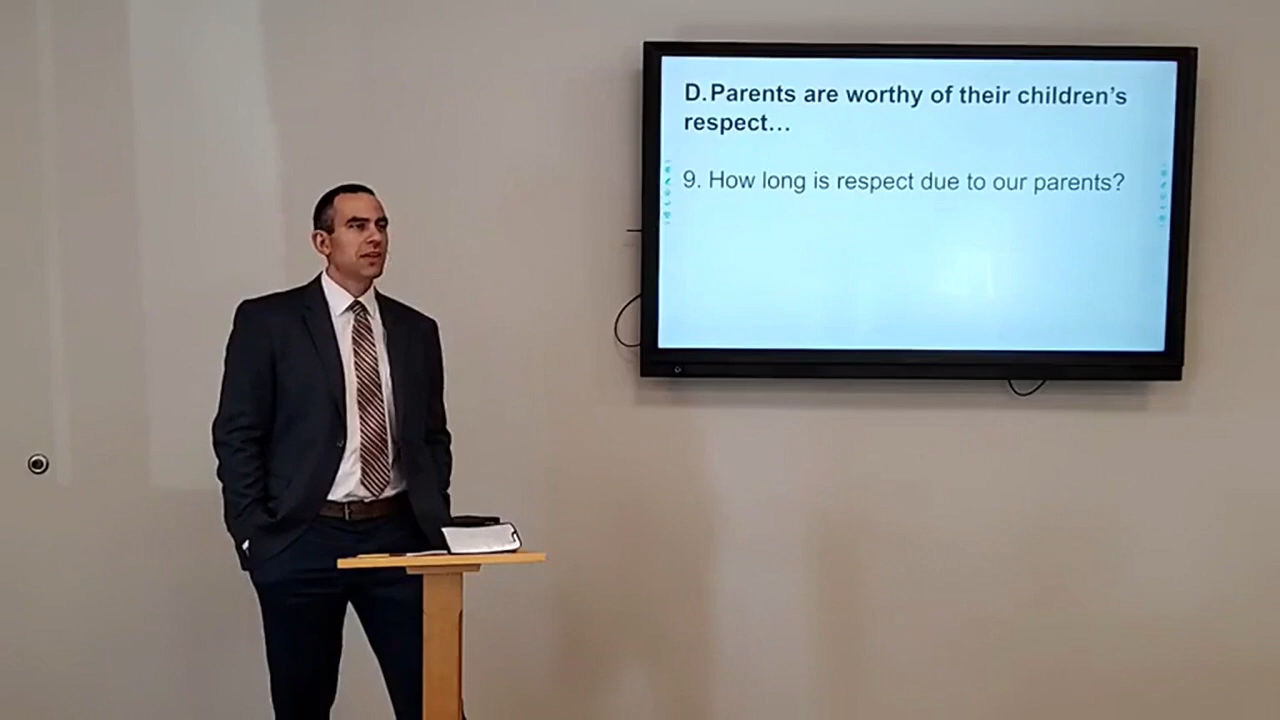 D.Parents are worthy of their children’s
respect…
9. How long is respect due to our parents?